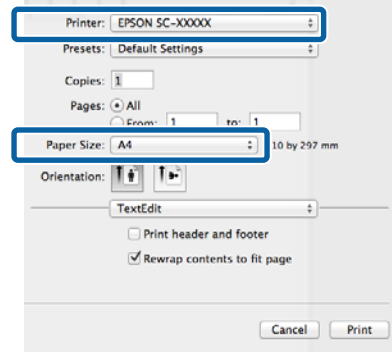 Printer: EPSON SC-XXXXX
Presets: Default Settings
Copies: 1
Pages: All
From: 1 to: 1
Paper Size: A4 10 by 297 mm
Orientation:
TextEdit
Print header and footer
Rewrap contents to fit page
Cancel Print